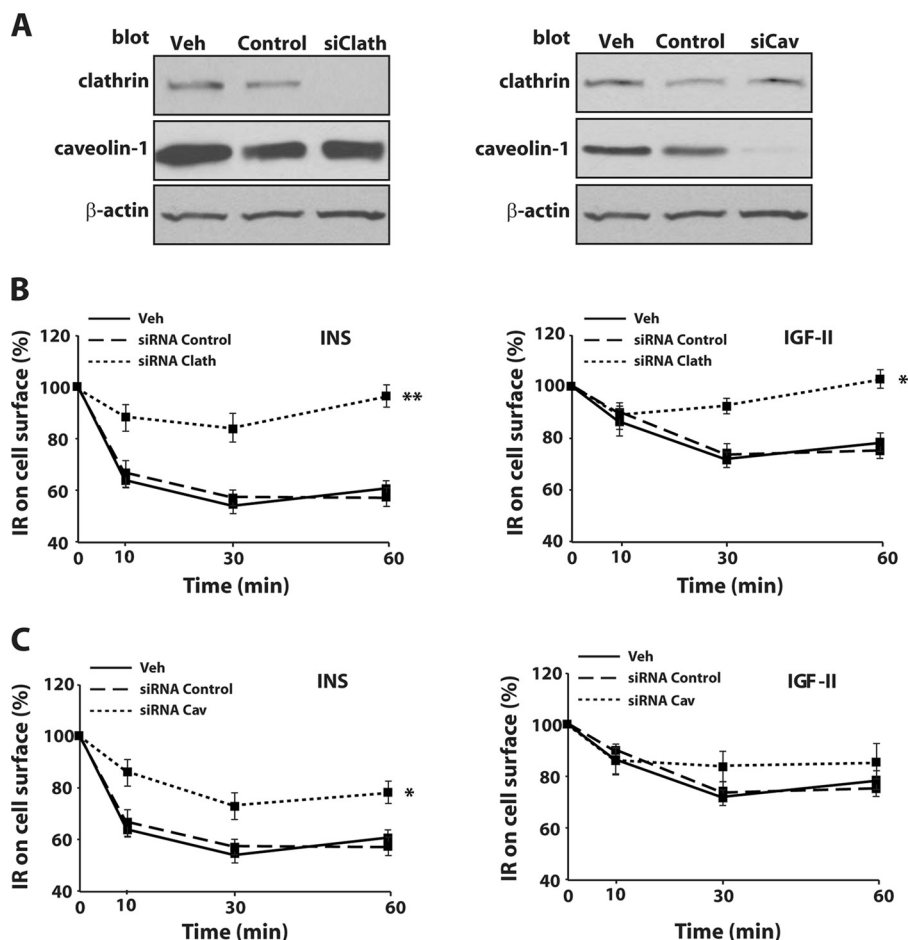 A
blot Veh Control siClath
clathrin
caveolin-1
β-actin
blot Veh Control siCav
clathrin
caveolin-1
β-actin
B
Veh
siRNA Control
siRNA Clath
INS
IR on cell surface (%)
120
100
80
60
40
**
0 10 30 60
Time (min)
Veh
siRNA Control
siRNA Clath
IGF-II
IR on cell surface (%)
120
100
80
60
40
*
0 10 30 60
Time (min)
C
Veh
siRNA Control
siRNA Cav
INS
IR on cell surface (%)
120
100
80
60
40
*
0 10 30 60
Time (min)
Veh
siRNA Control
siRNA Cav
IGF-II
IR on cell surface (%)
120
100
80
60
40
0 10 30 60
Time (min)